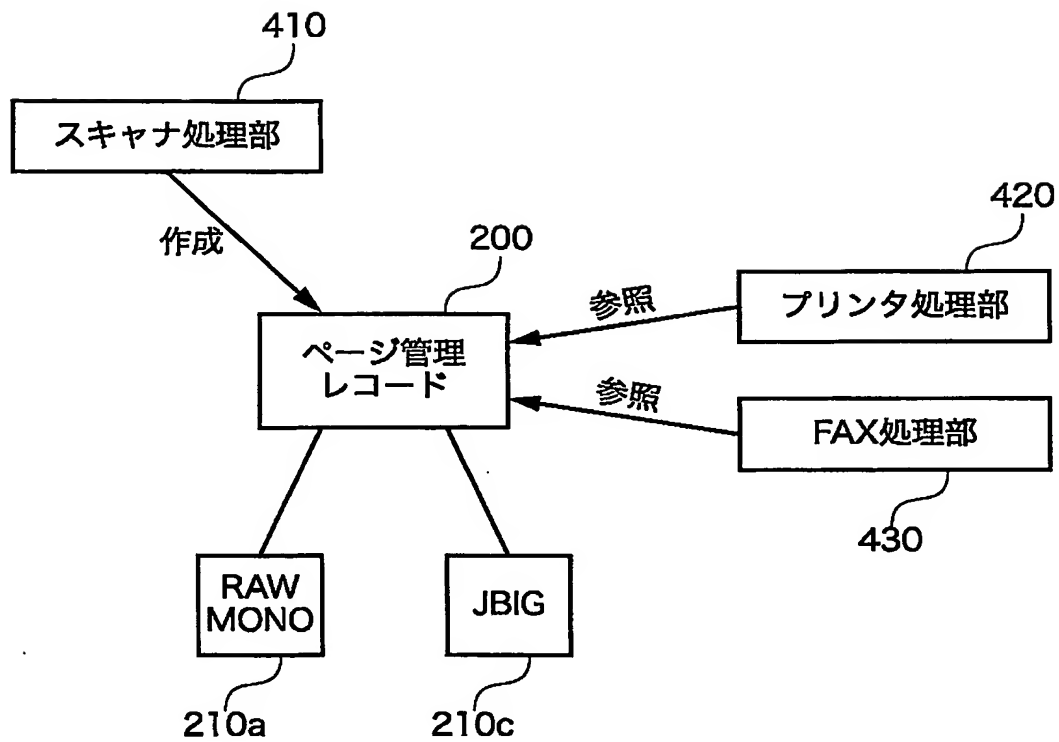 410
スキャナ処理部
作成
200
420
参照
プリンタ処理部
ページ管理
レコード
参照
FAX処理部
430
RAW
MONO
JBIG
210a
210c